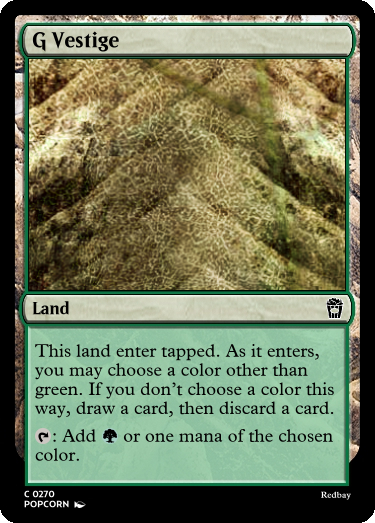 G Vestige
Land
This land enter tapped. As it enters,
you may choose a color other than
green. If you don't choose a color this
way, draw a card, then discard a card.
: Add or one mana of the chosen
color.
C 0270
POPCORN
Redbay